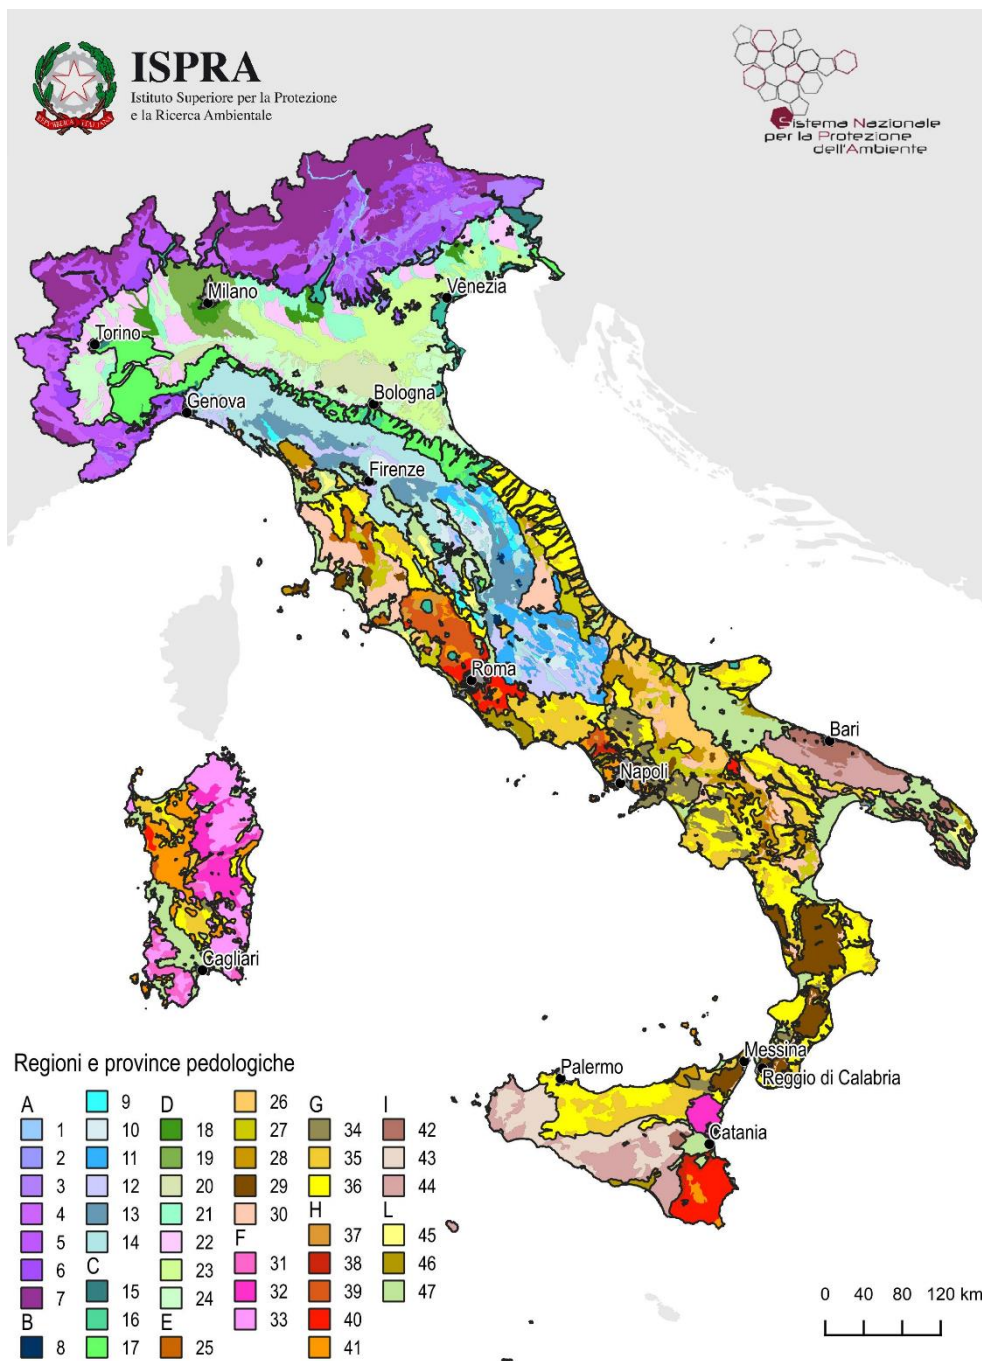 ISPRA
Istituto Superiore per la Protezione
e la Ricerca Ambientale
REPVBBLICA ITALIANA
Sistema Nazionale
per la Protezione
dell'Ambiente
Milano
Venezia
Torino
Bologna
Genova
Firenze
Roma
Bari
Napoli
Cagliari
Messina
Palermo
Reggio di Calabria
Catania
Regioni e province pedologiche
A
1
2
3
4
5
6
7
B
8
9
10
11
12
13
14
C
15
16
17
D
18
19
20
21
22
23
24
E
25
26
27
28
29
30
F
31
32
33
G
34
35
36
H
37
38
39
40
41
I
42
43
44
L
45
46
47
0 40 80 120 km